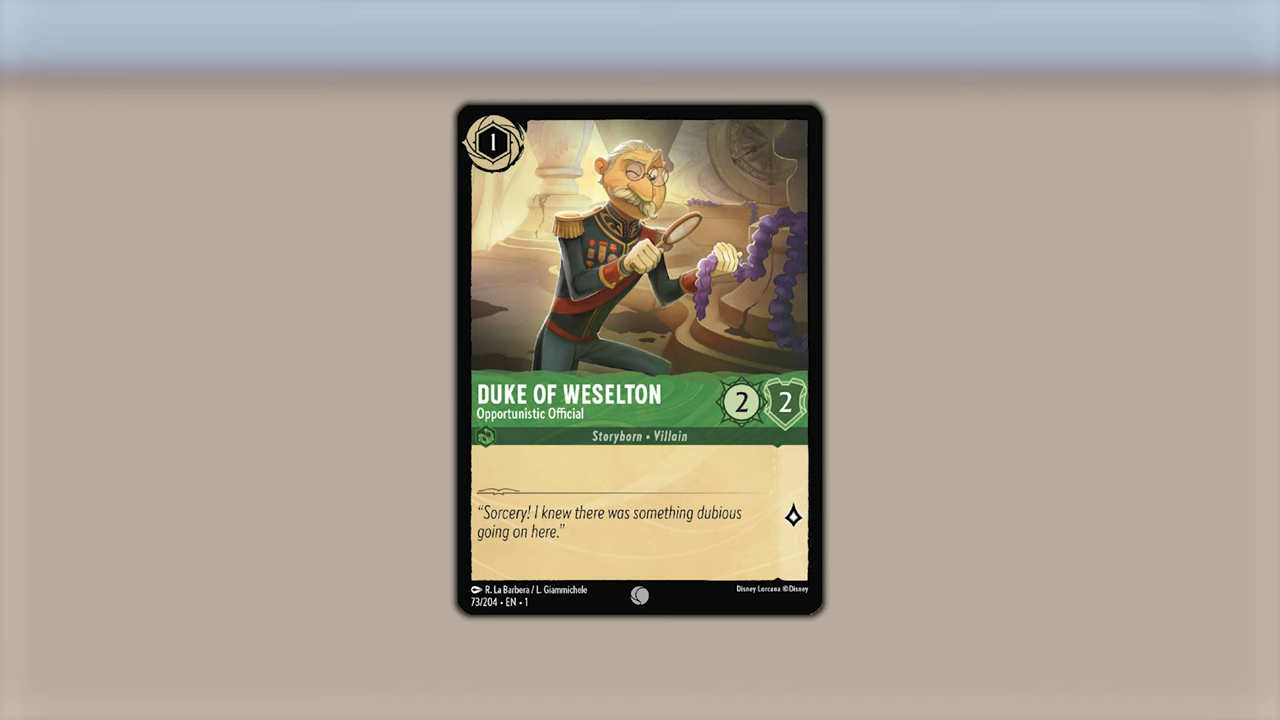 1
DUKE OF WESELTON
Opportunistic Official
2 2
Storyborn • Villain
“Sorcery! I knew there was something dubious
going on here.”
R. La Barbera / L. Giammichele
Disney Lorcana ©Disney
73/204 • EN • 1